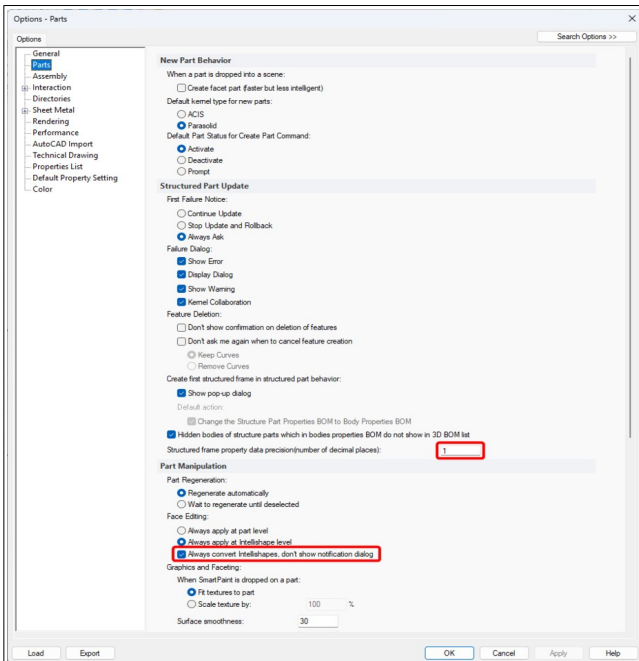 Options - Parts
Options
Search Options >>
General
Parts
Assembly
Interaction
Directories
Sheet Metal
Rendering
Performance
AutoCAD Import
Technical Drawing
Properties List
Default Property Setting
Color
New Part Behavior
When a part is dropped into a scene:
Create facet part (faster but less intelligent)
Default kernel type for new parts:
ACIS
Parasolid
Default Part Status for Create Part Command:
Activate
Deactivate
Prompt
Structured Part Update
First Failure Notice:
Continue Update
Stop Update and Rollback
Always Ask
Failure Dialog:
Show Error
Display Dialog
Show Warning
Kernel Collaboration
Feature Deletion:
Don't show confirmation on deletion of features
Don't ask me again when to cancel feature creation
Keep Curves
Remove Curves
Create first structured frame in structured part behavior:
Show pop-up dialog
Default action:
Change the Structure Part Properties BOM to Body Properties BOM
Hidden bodies of structure parts which in bodies properties BOM do not show in 3D BOM list
Structured frame property data precision(number of decimal places): 1
Part Manipulation
Part Regeneration:
Regenerate automatically
Wait to regenerate until deselected
Face Editing:
Always apply at part level
Always apply at Intellishape level
Always convert Intellishapes, don't show notification dialog
Graphics and Faceting:
When SmartPaint is dropped on a part:
Fit textures to part
Scale texture by: 100 %
Surface smoothness: 30
Load Export OK Cancel Apply Help